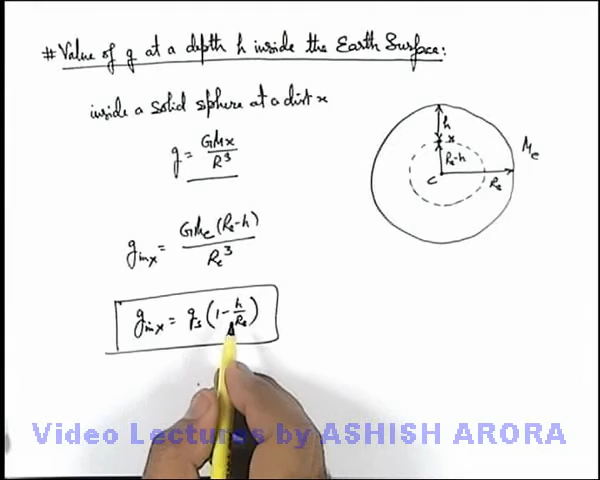 # Value of g at a depth h inside the Earth Surface:
inside a solid sphere at a dist x
g = GMx / R³
g_in x = GM_e (R_e - h) / R_e³
g_in x = g_s (1 - h/R_e)
h
x
R_e-h
C
R_e
M_e
Video Lectures by ASHISH ARORA